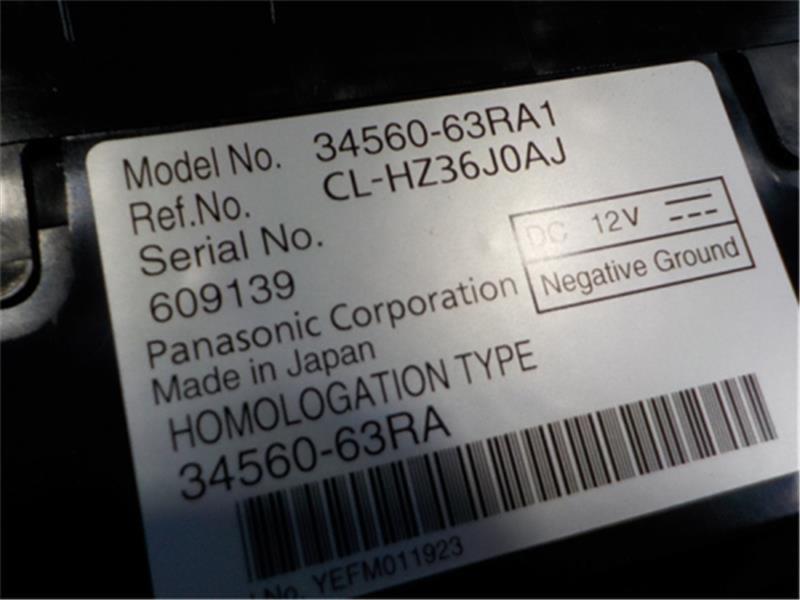 Model No. 34560-63RA1
Ref.No. CL-HZ36J0AJ
Serial No.
609139
DC 12V
Negative Ground
Panasonic Corporation
Made in Japan
HOMOLOGATION TYPE
34560-63RA
No. YEFM011923